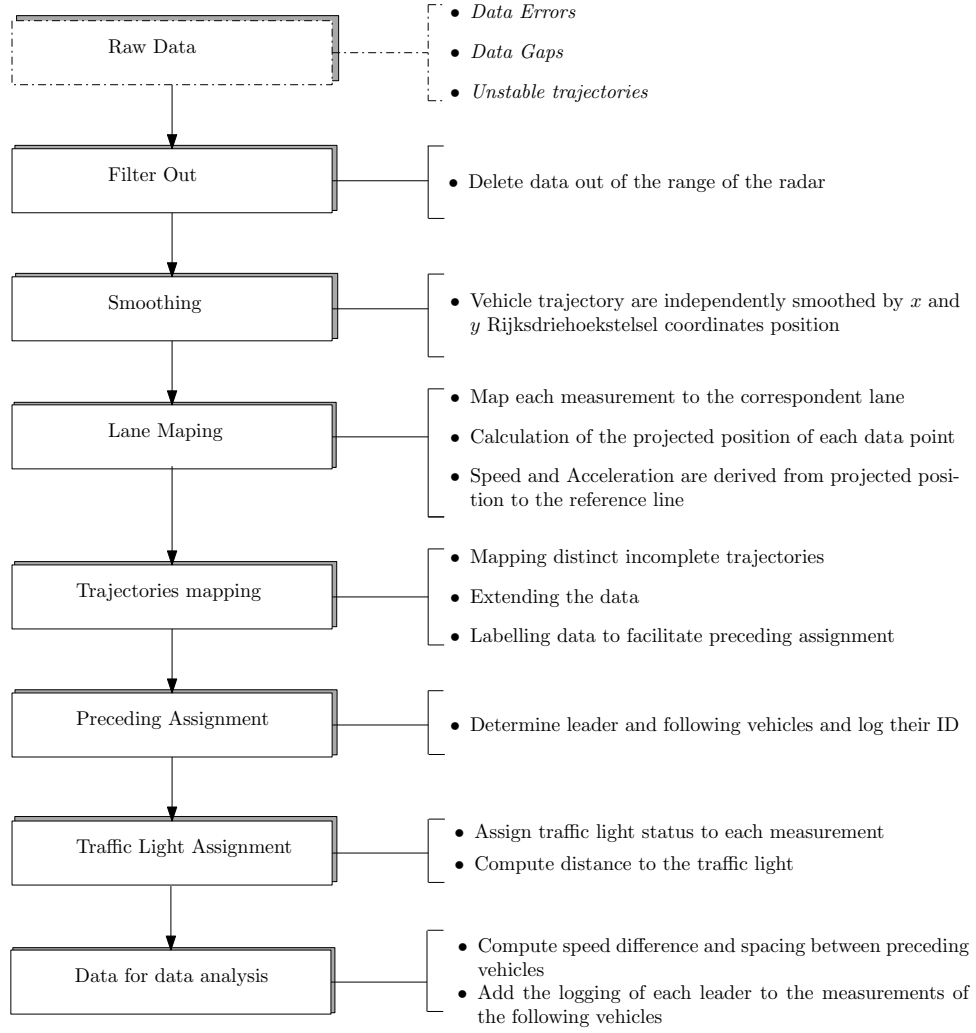 Raw Data
• Data Errors
• Data Gaps
• Unstable trajectories
Filter Out
• Delete data out of the range of the radar
Smoothing
• Vehicle trajectory are independently smoothed by x and
y Rijksdriehoekstelsel coordinates position
Lane Maping
• Map each measurement to the correspondent lane
• Calculation of the projected position of each data point
• Speed and Acceleration are derived from projected posi-
tion to the reference line
Trajectories mapping
• Mapping distinct incomplete trajectories
• Extending the data
• Labelling data to facilitate preceding assignment
Preceding Assignment
• Determine leader and following vehicles and log their ID
Traffic Light Assignment
• Assign traffic light status to each measurement
• Compute distance to the traffic light
Data for data analysis
• Compute speed difference and spacing between preceding
vehicles
• Add the logging of each leader to the measurements of
the following vehicles